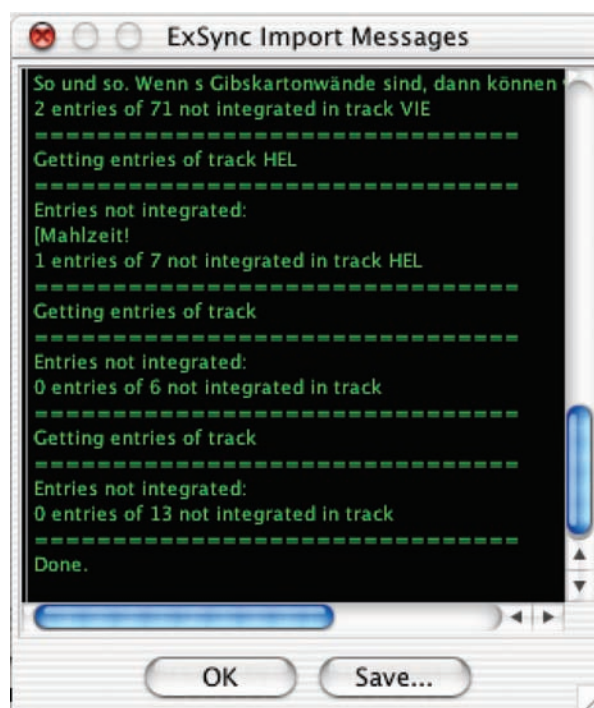 ExSync Import Messages
So und so. Wenn s Gibskartonwände sind, dann können
2 entries of 71 not integrated in track VIE
===============================
Getting entries of track HEL
===============================
Entries not integrated:
[Mahlzeit!
1 entries of 7 not integrated in track HEL
===============================
Getting entries of track
===============================
Entries not integrated:
0 entries of 6 not integrated in track
===============================
Getting entries of track
===============================
Entries not integrated:
0 entries of 13 not integrated in track
===============================
Done.
OK
Save...